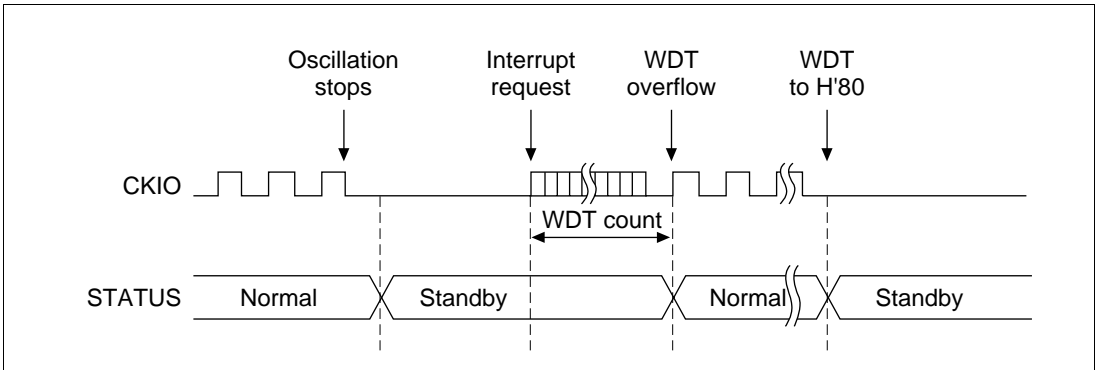 Oscillation
stops
Interrupt
request
WDT
overflow
WDT
to H'80
CKIO
WDT count
STATUS
Normal
Standby
Normal
Standby